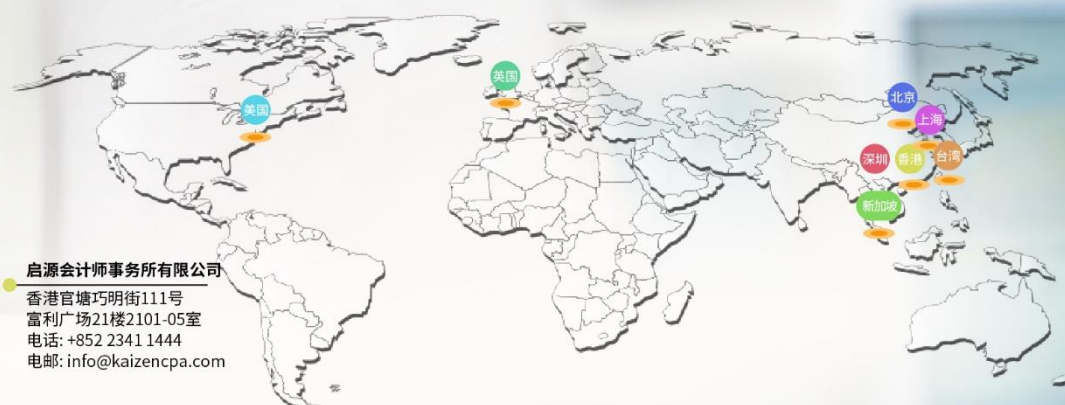 英国
美国
北京
上海
深圳
香港
台湾
新加坡
启源会计师事务所有限公司
香港官塘巧明街111号
富利广场21楼2101-05室
电话: +852 2341 1444
电邮: info@kaizencpa.com